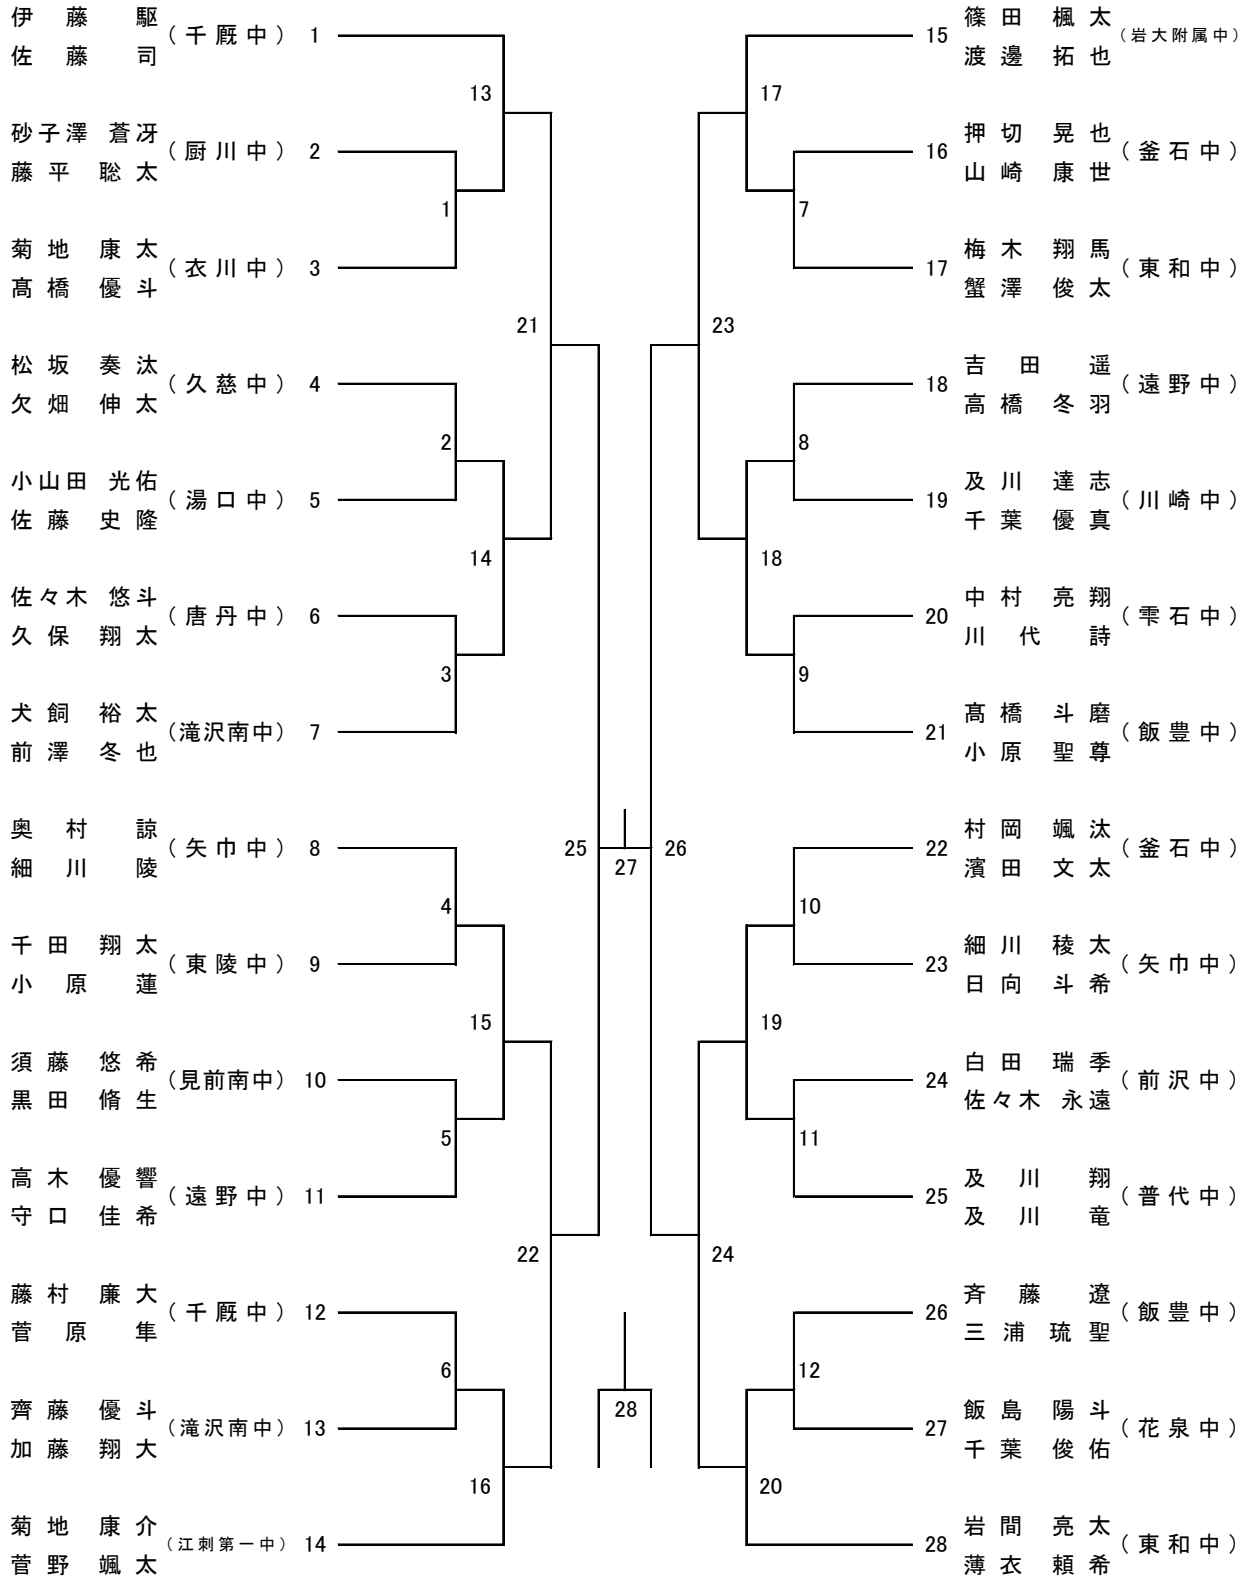 伊藤 駆
佐藤 司
(千厩中) 1
砂子澤 蒼冴
藤平 聡太
(厨川中) 2
菊地 康太
髙橋 優斗
(衣川中) 3
松坂 奏汰
欠畑 伸太
(久慈中) 4
小山田 光佑
佐藤 史隆
(湯口中) 5
佐々木 悠斗
久保 翔太
(唐丹中) 6
犬飼 裕太
前澤 冬也
(滝沢南中) 7
奥村 諒
細川 陵
(矢巾中) 8
千田 翔太
小原 蓮
(東陵中) 9
須藤 悠希
黒田 脩生
(見前南中) 10
高木 優響
守口 佳希
(遠野中) 11
藤村 廉大
菅原 隼
(千厩中) 12
齊藤 優斗
加藤 翔大
(滝沢南中) 13
菊地 康介
菅野 颯太
(江刺第一中) 14
13
1
21
2
14
3
25
4
15
5
22
6
16
27
28
26
17
7
23
8
18
9
10
19
11
24
12
20
15 篠田 楓太
渡邊 拓也
(岩大附属中)
16 押切 晃也
山崎 康世
(釜石中)
17 梅木 翔馬
蟹澤 俊太
(東和中)
18 吉田 遥
高橋 冬羽
(遠野中)
19 及川 達志
千葉 優真
(川崎中)
20 中村 亮翔
川代 詩
(雫石中)
21 髙橋 斗磨
小原 聖尊
(飯豊中)
22 村岡 颯汰
濱田 文太
(釜石中)
23 細川 稜太
日向 斗希
(矢巾中)
24 白田 瑞季
佐々木 永遠
(前沢中)
25 及川 翔
及川 竜
(普代中)
26 斉藤 遼
三浦 琉聖
(飯豊中)
27 飯島 陽斗
千葉 俊佑
(花泉中)
28 岩間 亮太
薄衣 頼希
(東和中)